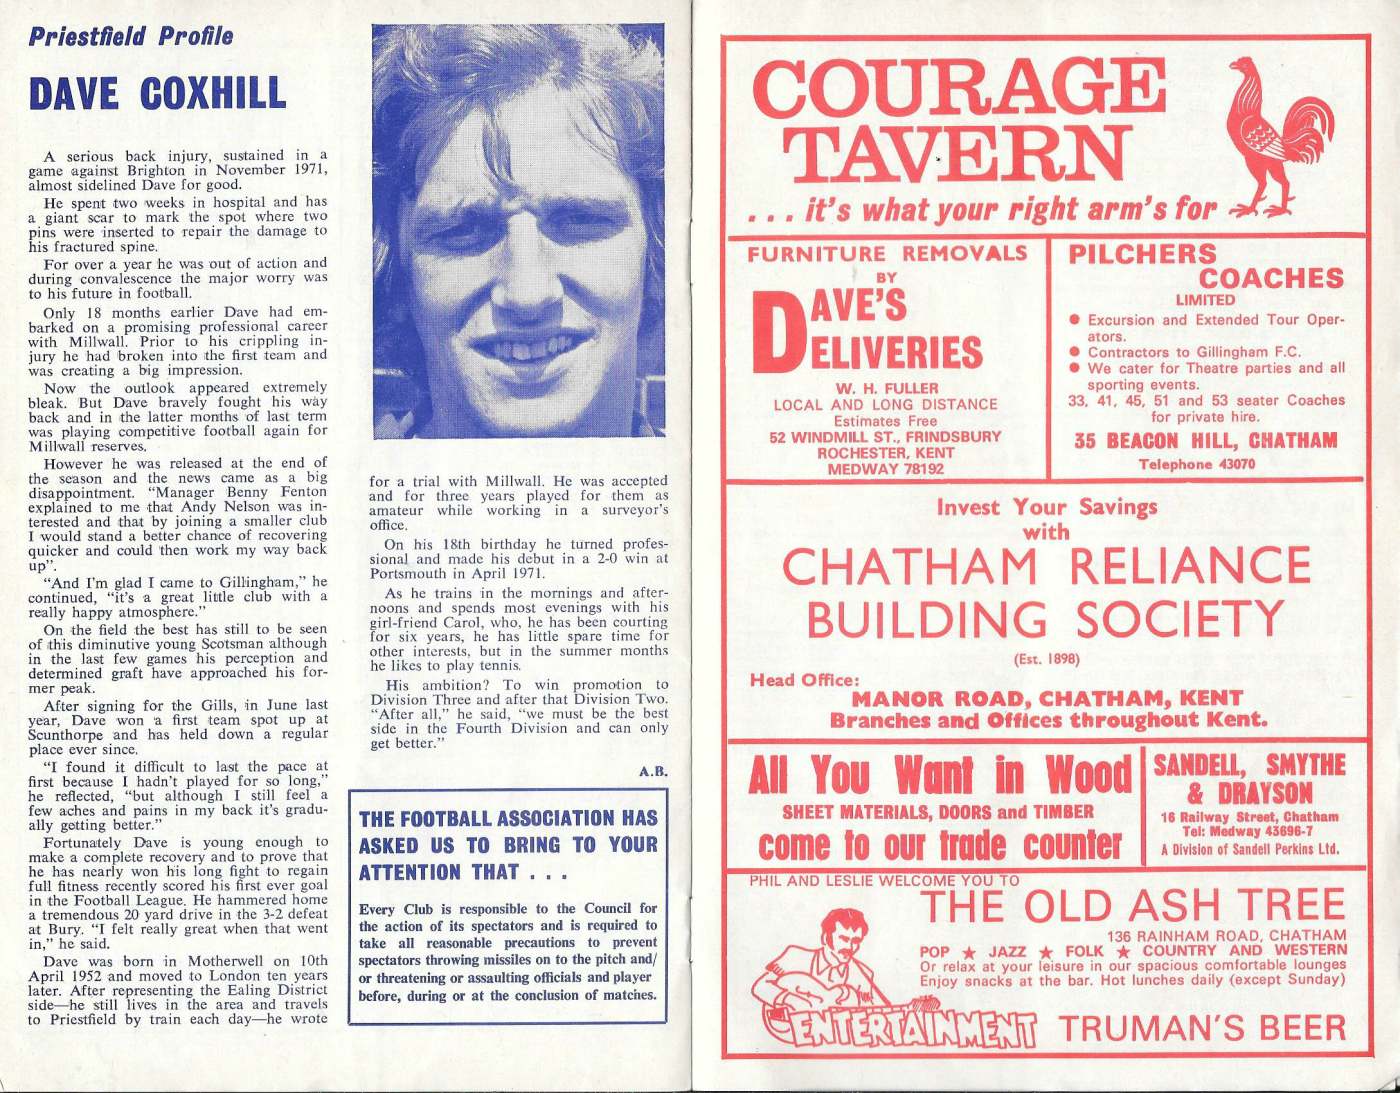 Priestfield Profile
DAVE COXHILL
A serious back injury, sustained in a
game against Brighton in November 1971,
almost sidelined Dave for good.
He spent two weeks in hospital and has
a giant scar to mark the spot where two
pins were inserted to repair the damage to
his fractured spine.
For over a year he was out of action and
during convalescence the major worry was
to his future in football.
Only 18 months earlier Dave had em-
barked on a promising professional career
with Millwall. Prior to his crippling in-
jury he had broken into the first team and
was creating a big impression.
Now the outlook appeared extremely
bleak. But Dave bravely fought his way
back and in the latter months of last term
was playing competitive football again for
Millwall reserves.
However he was released at the end of
the season and the news came as a big
disappointment. "Manager Benny Fenton
explained to me that Andy Nelson was in-
terested and that by joining a smaller club
I would stand a better chance of recovering
quicker and could then work my way back
up".
"And I'm glad I came to Gillingham," he
continued, "it's a great little club with a
really happy atmosphere."
On the field the best has still to be seen
of this diminutive young Scotsman although
in the last few games his perception and
determined graft have approached his for-
mer peak.
After signing for the Gills, in June last
year, Dave won a first team spot up at
Scunthorpe and has held down a regular
place ever since.
"I found it difficult to last the pace at
first because I hadn't played for so long,"
he reflected, "but although I still feel a
few aches and pains in my back it's gradu-
ally getting better."
Fortunately Dave is young enough to
make a complete recovery and to prove that
he has nearly won his long fight to regain
full fitness recently scored his first ever goal
in the Football League. He hammered home
a tremendous 20 yard drive in the 3-2 defeat
at Bury. "I felt really great when that went
in," he said.
Dave was born in Motherwell on 10th
April 1952 and moved to London ten years
later. After representing the Ealing District
side—he still lives in the area and travels
to Priestfield by train each day—he wrote
for a trial with Millwall. He was accepted
and for three years played for them as
amateur while working in a surveyor's
office.
On his 18th birthday he turned profes-
sional and made his debut in a 2-0 win at
Portsmouth in April 1971.
As he trains in the mornings and after-
noons and spends most evenings with his
girl-friend Carol, who, he has been courting
for six years, he has little spare time for
other interests, but in the summer months
he likes to play tennis.
His ambition? To win promotion to
Division Three and after that Division Two.
"After all," he said, "we must be the best
side in the Fourth Division and can only
get better."
A.B.
THE FOOTBALL ASSOCIATION HAS
ASKED US TO BRING TO YOUR
ATTENTION THAT . . .
Every Club is responsible to the Council for
the action of its spectators and is required to
take all reasonable precautions to prevent
spectators throwing missiles on to the pitch and/
or threatening or assaulting officials and player
before, during or at the conclusion of matches.
COURAGE
TAVERN
. . . it's what your right arm's for
FURNITURE REMOVALS
BY
DAVE'S
DELIVERIES
W. H. FULLER
LOCAL AND LONG DISTANCE
Estimates Free
52 WINDMILL ST., FRINDSBURY
ROCHESTER, KENT
MEDWAY 78192
PILCHERS
COACHES
LIMITED
● Excursion and Extended Tour Oper-
ators.
● Contractors to Gillingham F.C.
● We cater for Theatre parties and all
sporting events.
33, 41, 45, 51 and 53 seater Coaches
for private hire.
35 BEACON HILL, CHATHAM
Telephone 43070
Invest Your Savings
with
CHATHAM RELIANCE
BUILDING SOCIETY
(Est. 1898)
Head Office:
MANOR ROAD, CHATHAM, KENT
Branches and Offices throughout Kent.
All You Want in Wood
SHEET MATERIALS, DOORS and TIMBER
come to our trade counter
SANDELL, SMYTHE
& DRAYSON
16 Railway Street, Chatham
Tel: Medway 43696-7
A Division of Sandell Perkins Ltd.
PHIL AND LESLIE WELCOME YOU TO
THE OLD ASH TREE
136 RAINHAM ROAD, CHATHAM
POP ★ JAZZ ★ FOLK ★ COUNTRY AND WESTERN
Or relax at your leisure in our spacious comfortable lounges
Enjoy snacks at the bar. Hot lunches daily (except Sunday)
ENTERTAINMENT
TRUMAN'S BEER